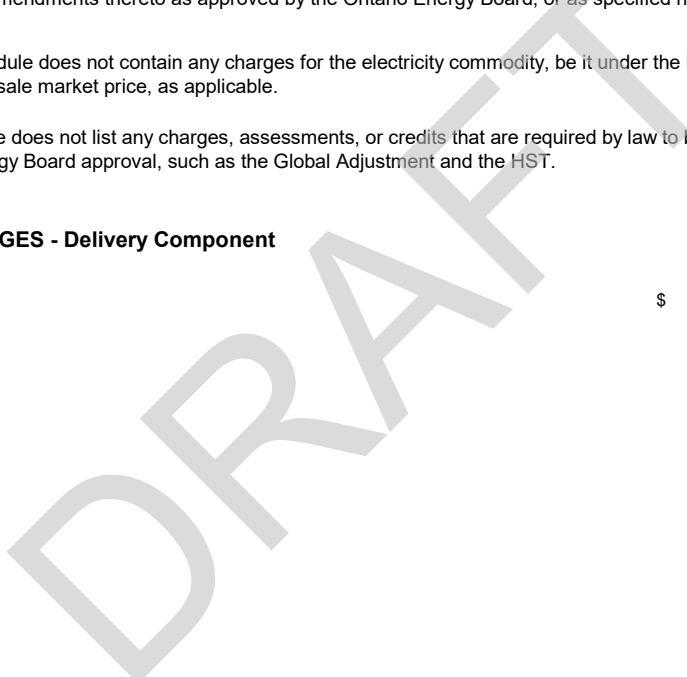 mendments thereto as approved by the Ontario Energy Board, or as specified h
dule does not contain any charges for the electricity commodity, be it under the
sale market price, as applicable.
e does not list any charges, assessments, or credits that are required by law to b
gy Board approval, such as the Global Adjustment and the HST.
GES - Delivery Component
$
DRAFT